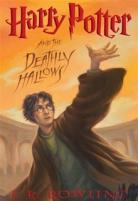 Harry Potter
AND THE
DEATHLY
HALLOWS
J. K. ROWLING